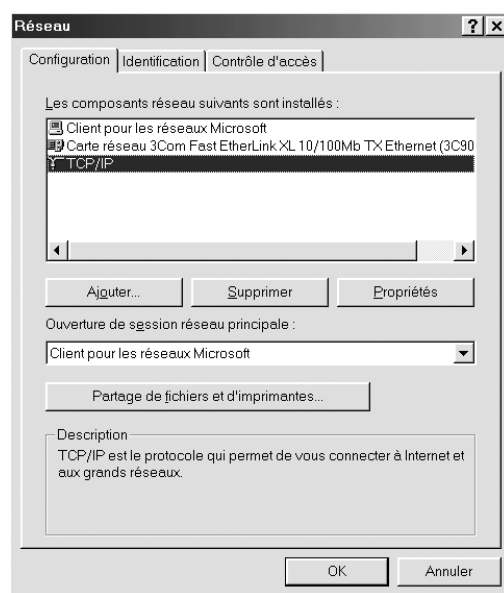 Réseau
Configuration Identification Contrôle d'accès
Les composants réseau suivants sont installés :
Client pour les réseaux Microsoft
Carte réseau 3Com Fast EtherLink XL 10/100Mb TX Ethernet (3C90
TCP/IP
Ajouter... Supprimer Propriétés
Ouverture de session réseau principale :
Client pour les réseaux Microsoft
Partage de fichiers et d'imprimantes...
Description
TCP/IP est le protocole qui permet de vous connecter à Internet et
aux grands réseaux.
OK Annuler